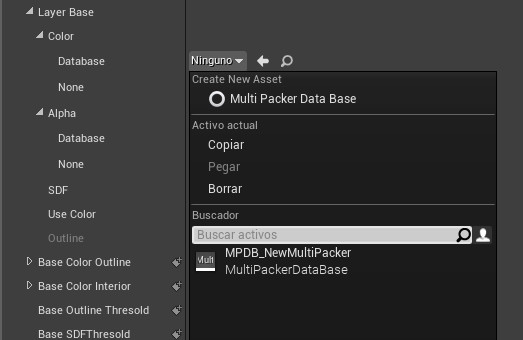 Layer Base
Color
Database
None
Alpha
Database
None
SDF
Use Color
Outline
Base Color Outline
Base Color Interior
Base Outline Thresold
Base SDFThresold
Ninguno
Create New Asset
Multi Packer Data Base
Activo actual
Copiar
Pegar
Borrar
Buscador
Buscar activos
Mult
MPDB_NewMultiPacker
MultiPackerDataBase